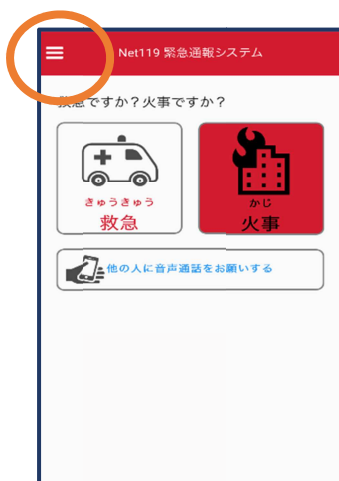 Net119 緊急通報システム
救急ですか？火事ですか？
きゅうきゅう
救急
かじ
火事
他の人に音声通話をお願いする